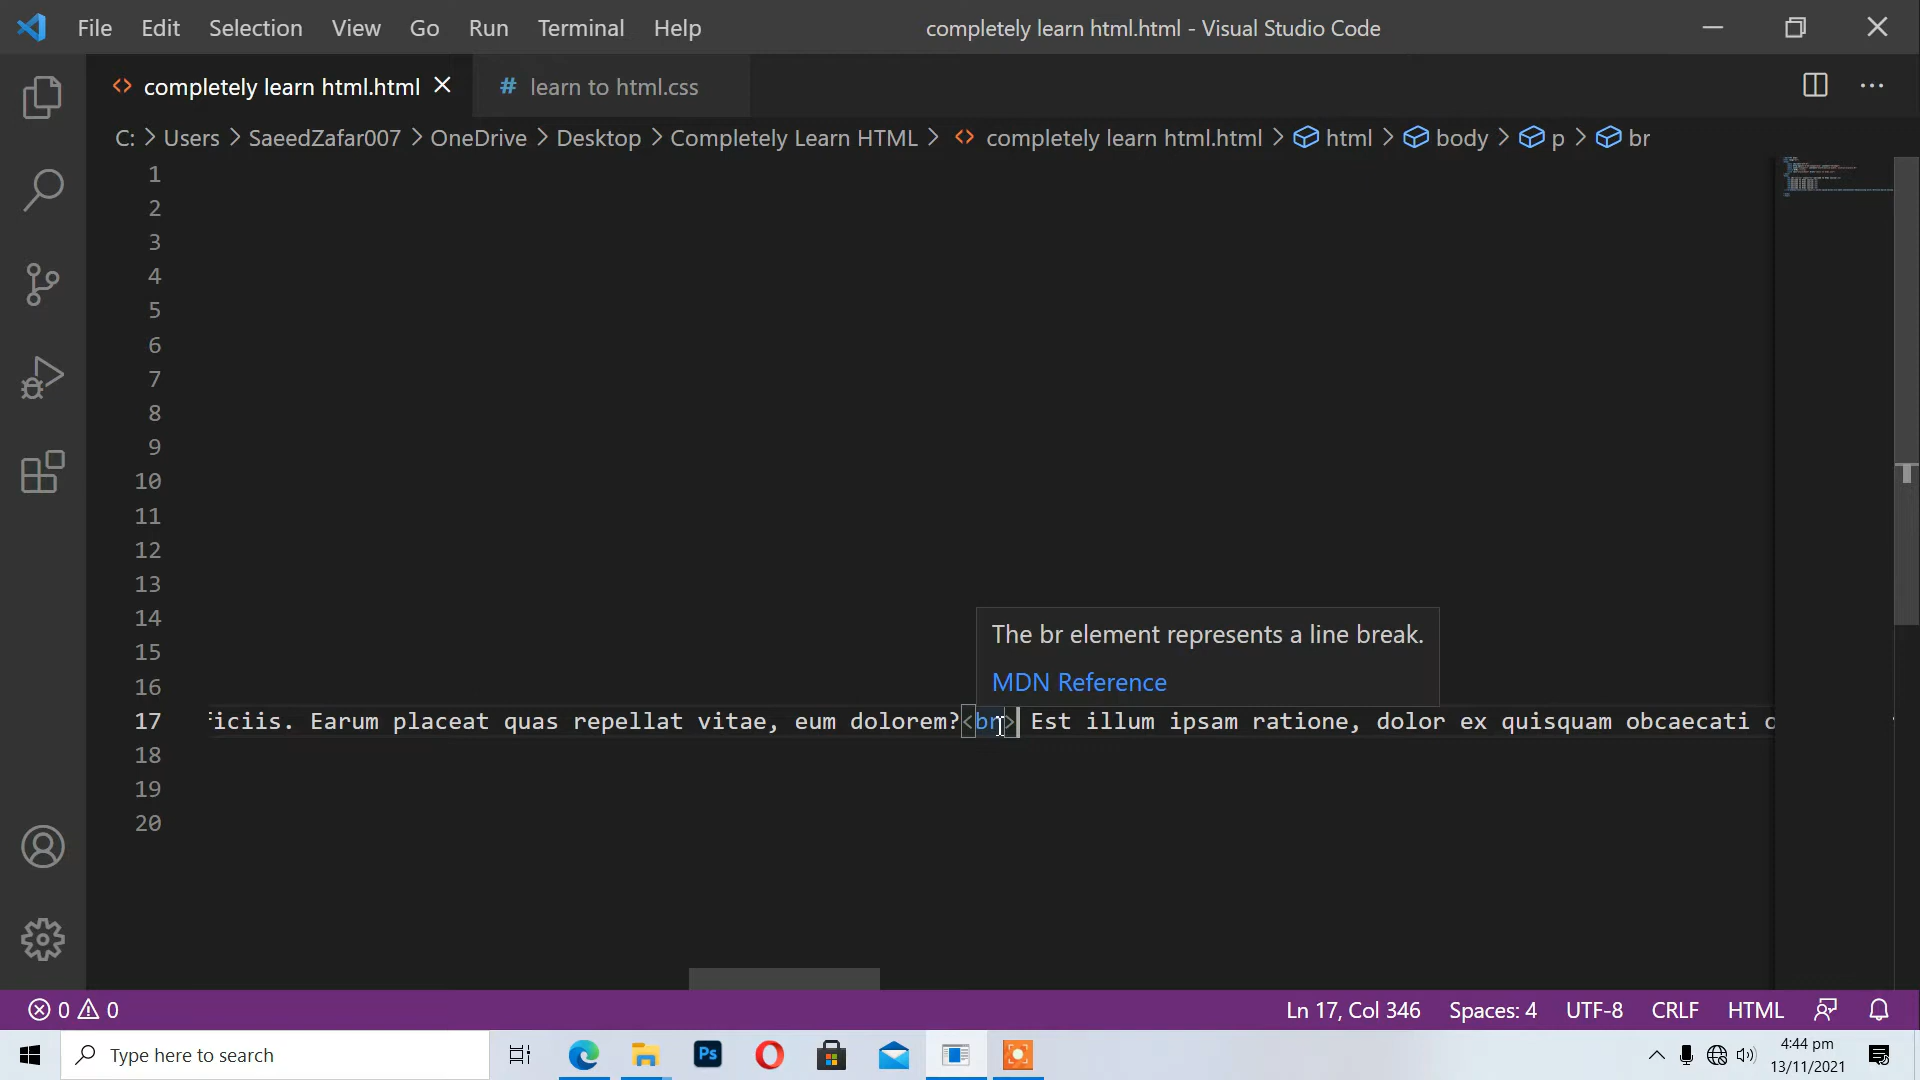 File Edit Selection View Go Run Terminal Help
completely learn html.html - Visual Studio Code
completely learn html.html
# learn to html.css
C: > Users > SaeedZafar007 > OneDrive > Desktop > Completely Learn HTML > completely learn html.html > html > body > p > br
1
2
3
4
5
6
7
8
9
10
11
12
13
14
15
16
The br element represents a line break.
MDN Reference
17 ficiis. Earum placeat quas repellat vitae, eum dolorem?<br> Est illum ipsam ratione, dolor ex quisquam obcaecati
18
19
20
0 0
Ln 17, Col 346 Spaces: 4 UTF-8 CRLF HTML
Type here to search
Ps
4:44 pm
13/11/2021